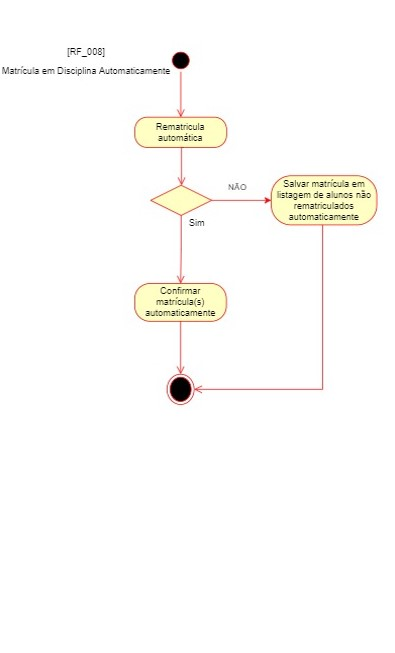 [RF_008]
Matrícula em Disciplina Automaticamente
Rematricula
automática
NÃO
Salvar matrícula em
listagem de alunos não
rematriculados
automaticamente
Sim
Confirmar
matrícula(s)
automaticamente